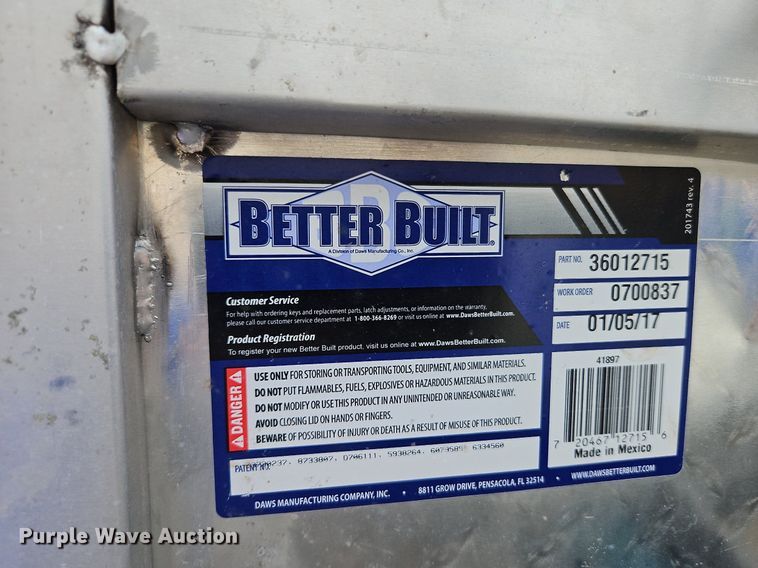 BETTER BUILT
A Division of Daws Manufacturing Co., Inc.
201743 rev. 4
PART NO. 36012715
WORK ORDER 0700837
DATE 01/05/17
Customer Service
For help with ordering keys and replacement parts, latch adjustments, or information on the warranty,
please call our customer service department at 1-800-366-8269 or visit us online at www.DawsBetterBuilt.com.
Product Registration
To register your new Better Built product, visit us online at www.DawsBetterBuilt.com.
DANGER
USE ONLY FOR STORING OR TRANSPORTING TOOLS, EQUIPMENT, AND SIMILAR MATERIALS.
DO NOT PUT FLAMMABLES, FUELS, EXPLOSIVES OR HAZARDOUS MATERIALS IN THIS PRODUCT.
DO NOT MODIFY OR USE THIS PRODUCT IN ANY UNINTENDED OR UNREASONABLE WAY.
AVOID CLOSING LID ON HANDS OR FINGERS.
BEWARE OF POSSIBILITY OF INJURY OR DEATH AS A RESULT OF MISUSE OF THIS PRODUCT.
41897
7 20467 12715 6
Made in Mexico
PATENT NO. 8733807, D706111, 5938264, 6079585 6334560
DAWS MANUFACTURING COMPANY, INC. • 8811 GROW DRIVE, PENSACOLA, FL 32514 • WWW.DAWSBETTERBUILT.COM
Purple Wave Auction